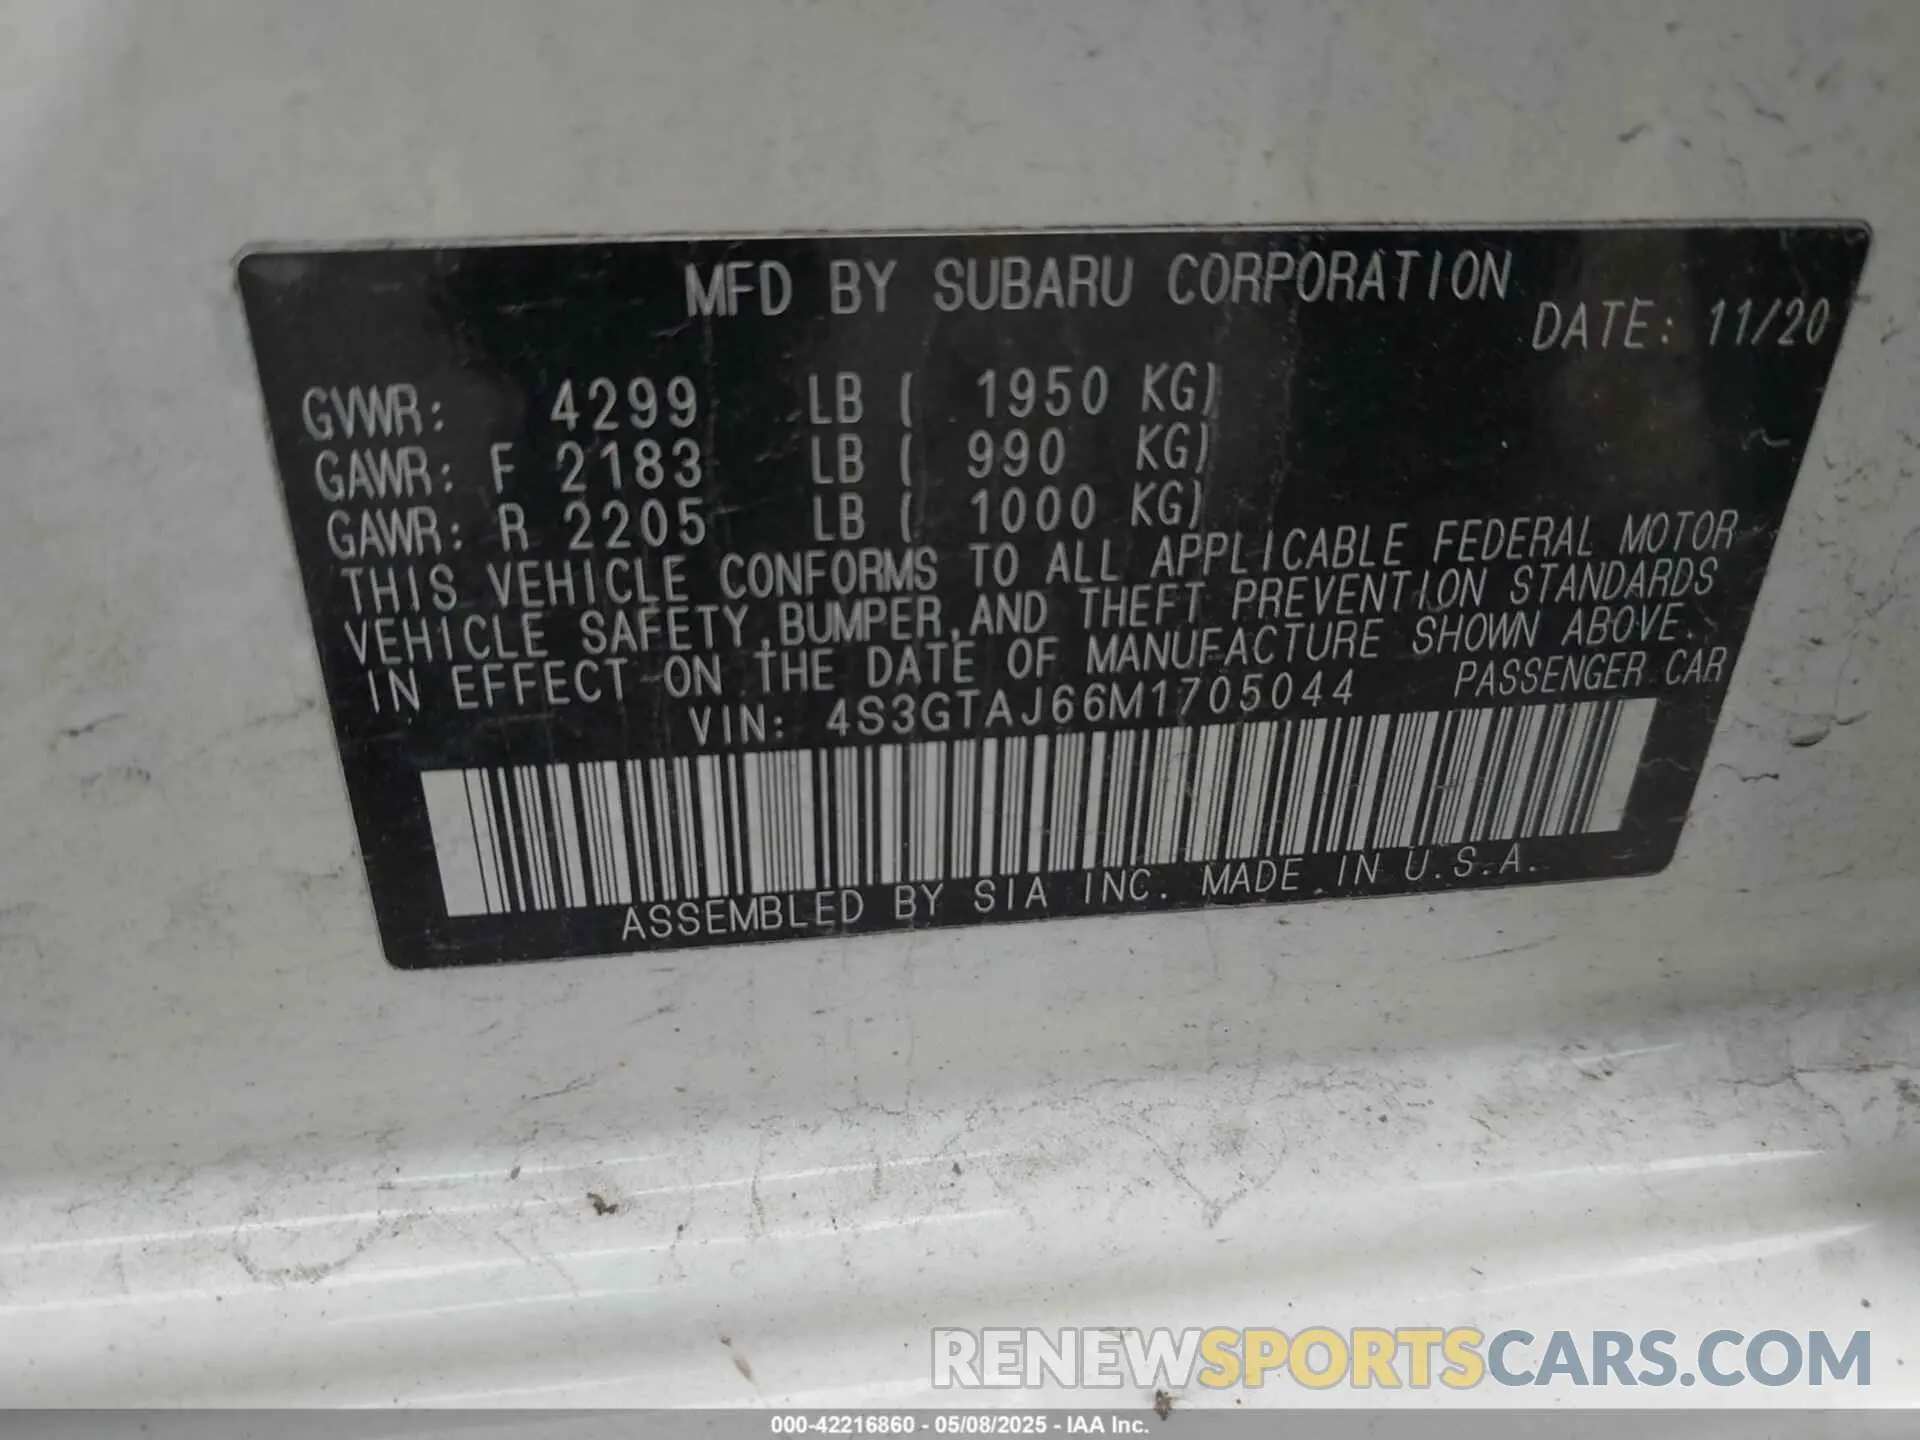 MFD BY SUBARU CORPORATION
DATE: 11/20
GVWR: 4299 LB ( 1950 KG)
GAWR: F 2183 LB ( 990 KG)
GAWR: R 2205 LB ( 1000 KG)
THIS VEHICLE CONFORMS TO ALL APPLICABLE FEDERAL MOTOR
VEHICLE SAFETY,BUMPER,AND THEFT PREVENTION STANDARDS
IN EFFECT ON THE DATE OF MANUFACTURE SHOWN ABOVE.
VIN: 4S3GTAJ66M1705044 PASSENGER CAR
ASSEMBLED BY SIA INC. MADE IN U.S.A.
RENEWSPORTSCARS.COM
000-42216860 - 05/08/2025 - IAA Inc.